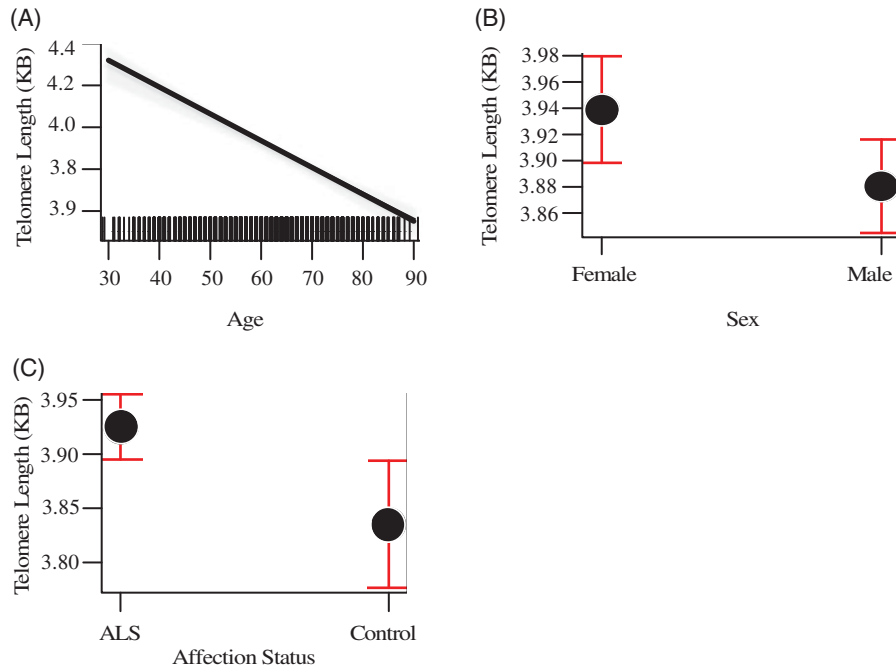 (A)
Telomere Length (KB)
4.4
4.2
4.0
3.8
3.9
30 40 50 60 70 80 90
Age
(B)
Telomere Length (KB)
3.98
3.96
3.94
3.92
3.90
3.88
3.86
Female Male
Sex
(C)
Telomere Length (KB)
3.95
3.90
3.85
3.80
ALS Control
Affection Status